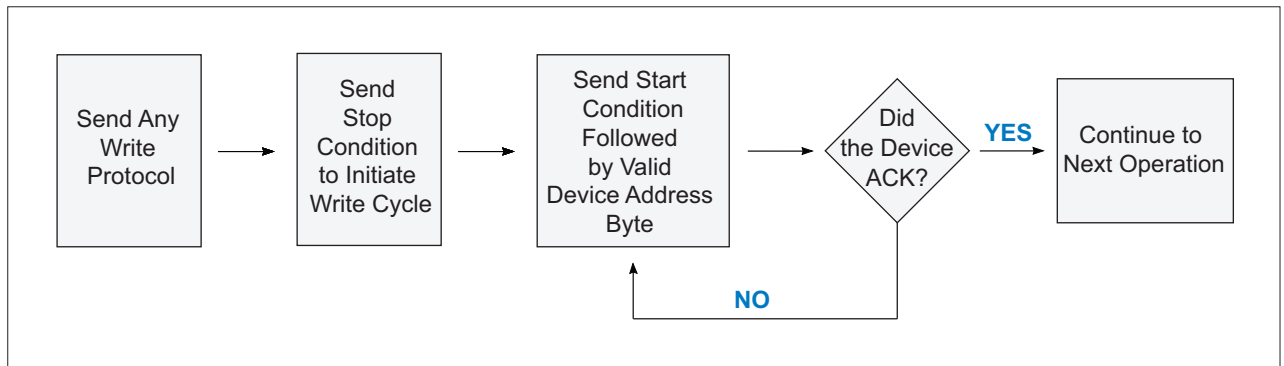 Send Any
Write
Protocol
Send
Stop
Condition
to Initiate
Write Cycle
Send Start
Condition
Followed
by Valid
Device Address
Byte
Did
the Device
ACK?
YES
Continue to
Next Operation
NO